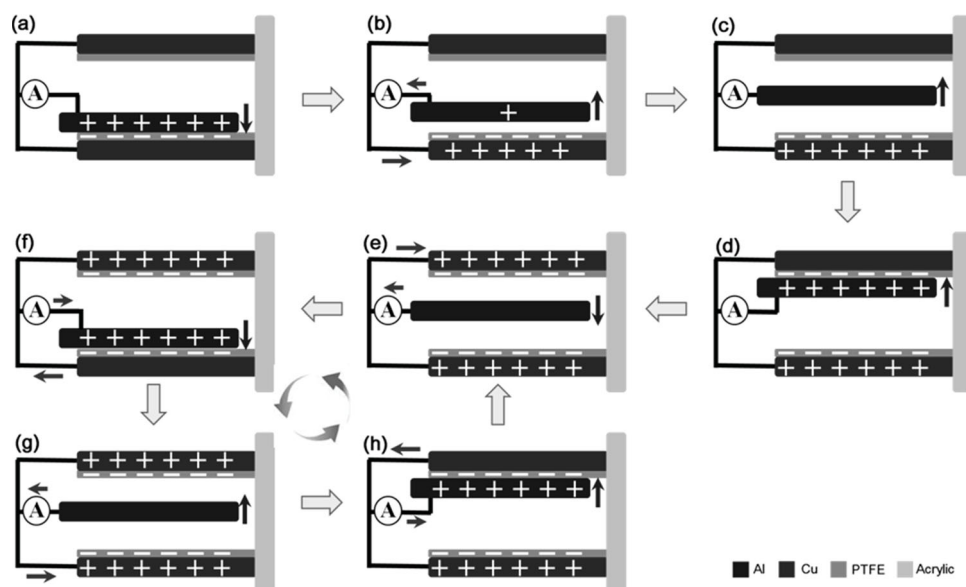 (a)
(b)
(c)
A
A
A
(f)
(e)
(d)
A
A
A
(g)
(h)
A
A
Al Cu PTFE Acrylic